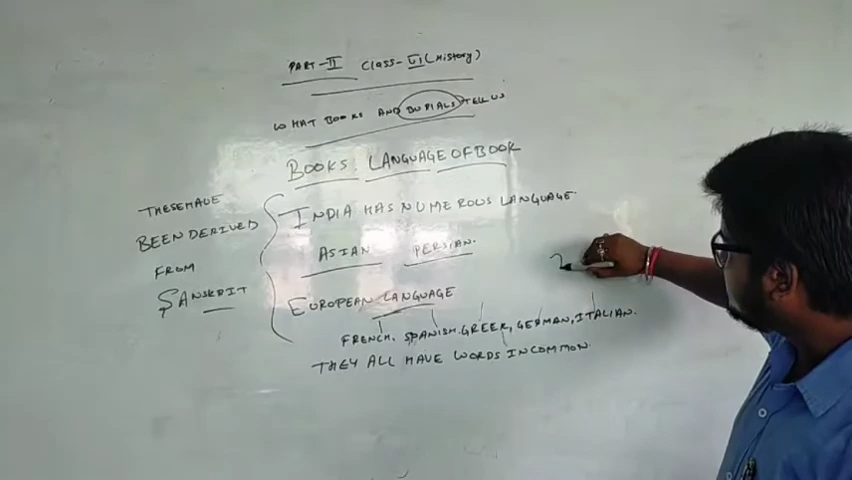 PART-II CLASS-VI (History)
WHAT BOOKS AND BURIALS TELL US
BOOKS: LANGUAGE OF BOOK
INDIA HAS NUMEROUS LANGUAGE
ASIAN PERSIAN.
EUROPEAN LANGUAGE
FRENCH, SPANISH. GREEK, GERMAN, ITALIAN.
THEY ALL HAVE WORDS IN COMMON
THESE HAVE
BEEN DERIVED
FROM
SANSKRIT